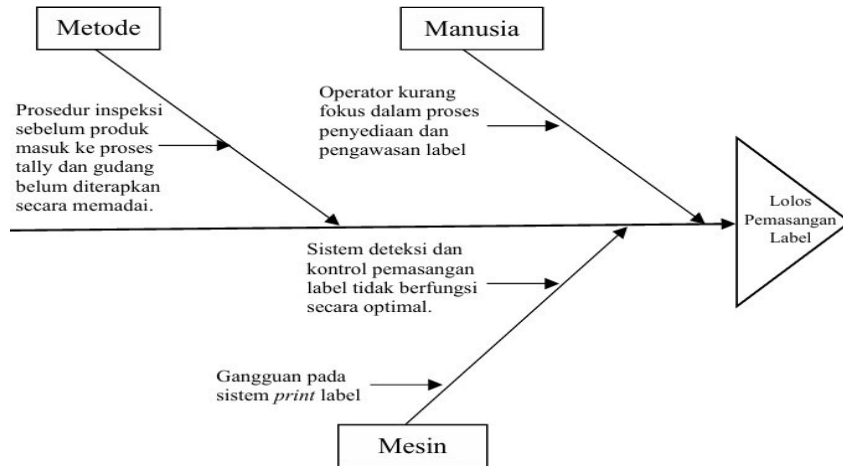 Metode
Manusia
Prosedur inspeksi
sebelum produk
masuk ke proses
tally dan gudang
belum diterapkan
secara memadai.
Operator kurang
fokus dalam proses
penyediaan dan
pengawasan label
Lolos
Pemasangan
Label
Sistem deteksi dan
kontrol pemasangan
label tidak berfungsi
secara optimal.
Gangguan pada
sistem print label
Mesin